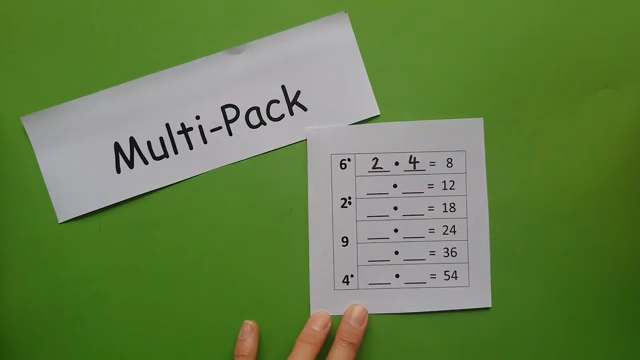 Multi-Pack
6• 2 • 4 = 8
___ • ___ = 12
2: ___ • ___ = 18
9 ___ • ___ = 24
___ • ___ = 36
4• ___ • ___ = 54